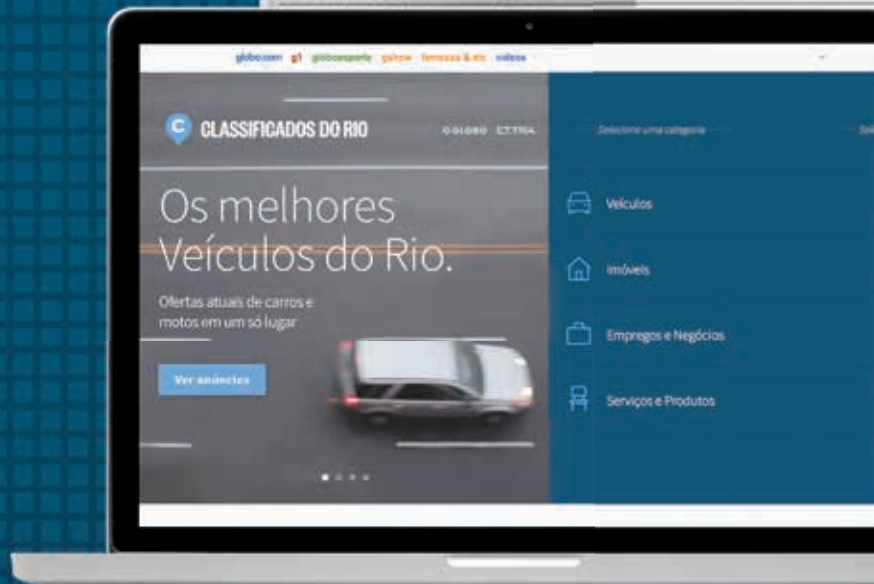 globo.com g1 globoesporte gshow famosos & etc vídeos
C CLASSIFICADOS DO RIO
O GLOBO EXTRA
Os melhores
Veículos do Rio.
Ofertas atuais de carros e
motos em um só lugar
Ver anúncios
Selecione uma categoria
Veículos
Imóveis
Empregos e Negócios
Serviços e Produtos